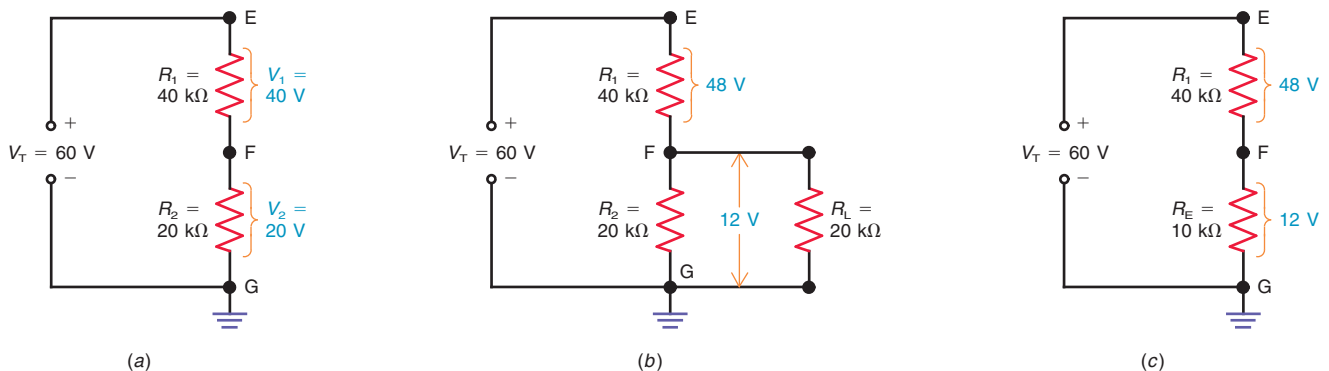 E
R1 =
40 kΩ
V1 =
40 V
+
VT = 60 V
−
F
R2 =
20 kΩ
V2 =
20 V
G
(a)
E
R1 =
40 kΩ
48 V
+
VT = 60 V
−
F
R2 =
20 kΩ
12 V
RL =
20 kΩ
G
(b)
E
R1 =
40 kΩ
48 V
+
VT = 60 V
−
F
RE =
10 kΩ
12 V
G
(c)